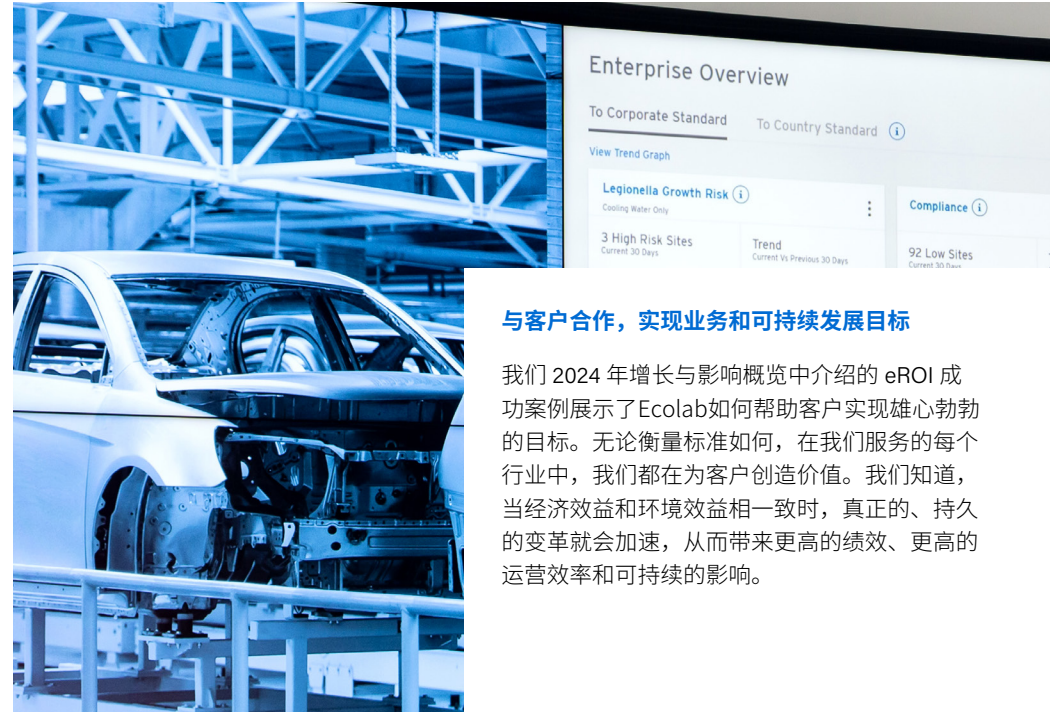 Enterprise Overview
To Corporate Standard
To Country Standard
View Trend Graph
Legionella Growth Risk
Cooling Water Only
3 High Risk Sites
Current 30 Days
Trend
Current Vs Previous 30 Days
Compliance
92 Low Sites
Current 30 Days
与客户合作，实现业务和可持续发展目标
我们 2024 年增长与影响概览中介绍的 eROI 成
功案例展示了Ecolab如何帮助客户实现雄心勃勃
的目标。无论衡量标准如何，在我们服务的每个
行业中，我们都在为客户创造价值。我们知道，
当经济效益和环境效益相一致时，真正的、持久
的变革就会加速，从而带来更高的绩效、更高的
运营效率和可持续的影响。